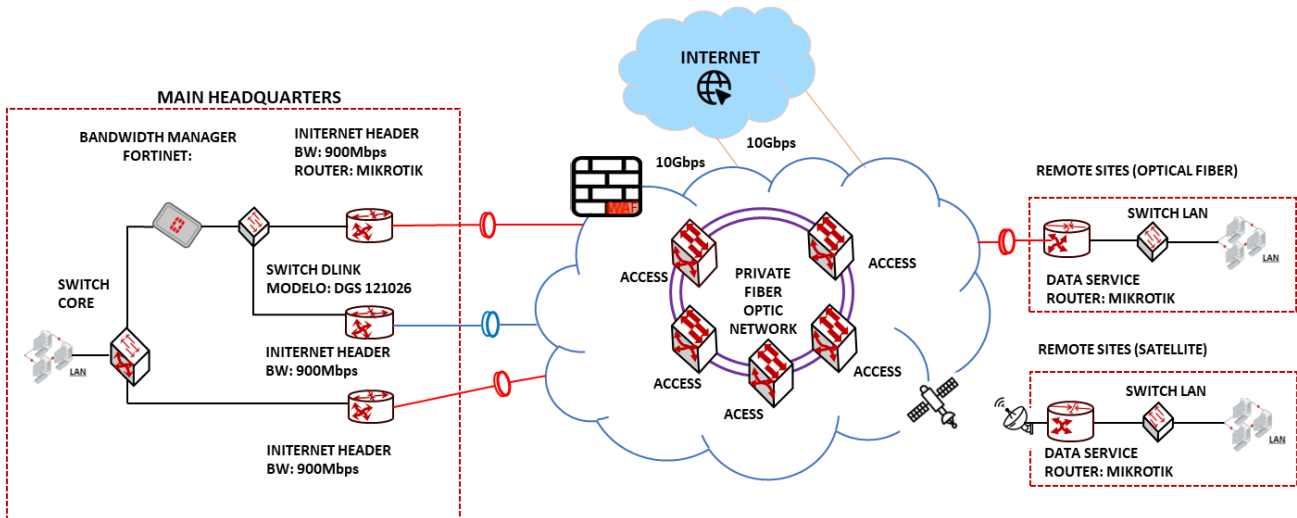 INTERNET
MAIN HEADQUARTERS
BANDWIDTH MANAGER
FORTINET:
INITERNET HEADER
BW: 900Mbps
ROUTER: MIKROTIK
10Gbps
10Gbps
WAF
SWITCH DLINK
MODELO: DGS 121026
SWITCH
CORE
LAN
INITERNET HEADER
BW: 900Mbps
INITERNET HEADER
BW: 900Mbps
ACCESS
ACCESS
PRIVATE
FIBER
OPTIC
NETWORK
ACCESS
ACCESS
ACESS
REMOTE SITES (OPTICAL FIBER)
SWITCH LAN
LAN
DATA SERVICE
ROUTER: MIKROTIK
REMOTE SITES (SATELLITE)
SWITCH LAN
LAN
DATA SERVICE
ROUTER: MIKROTIK